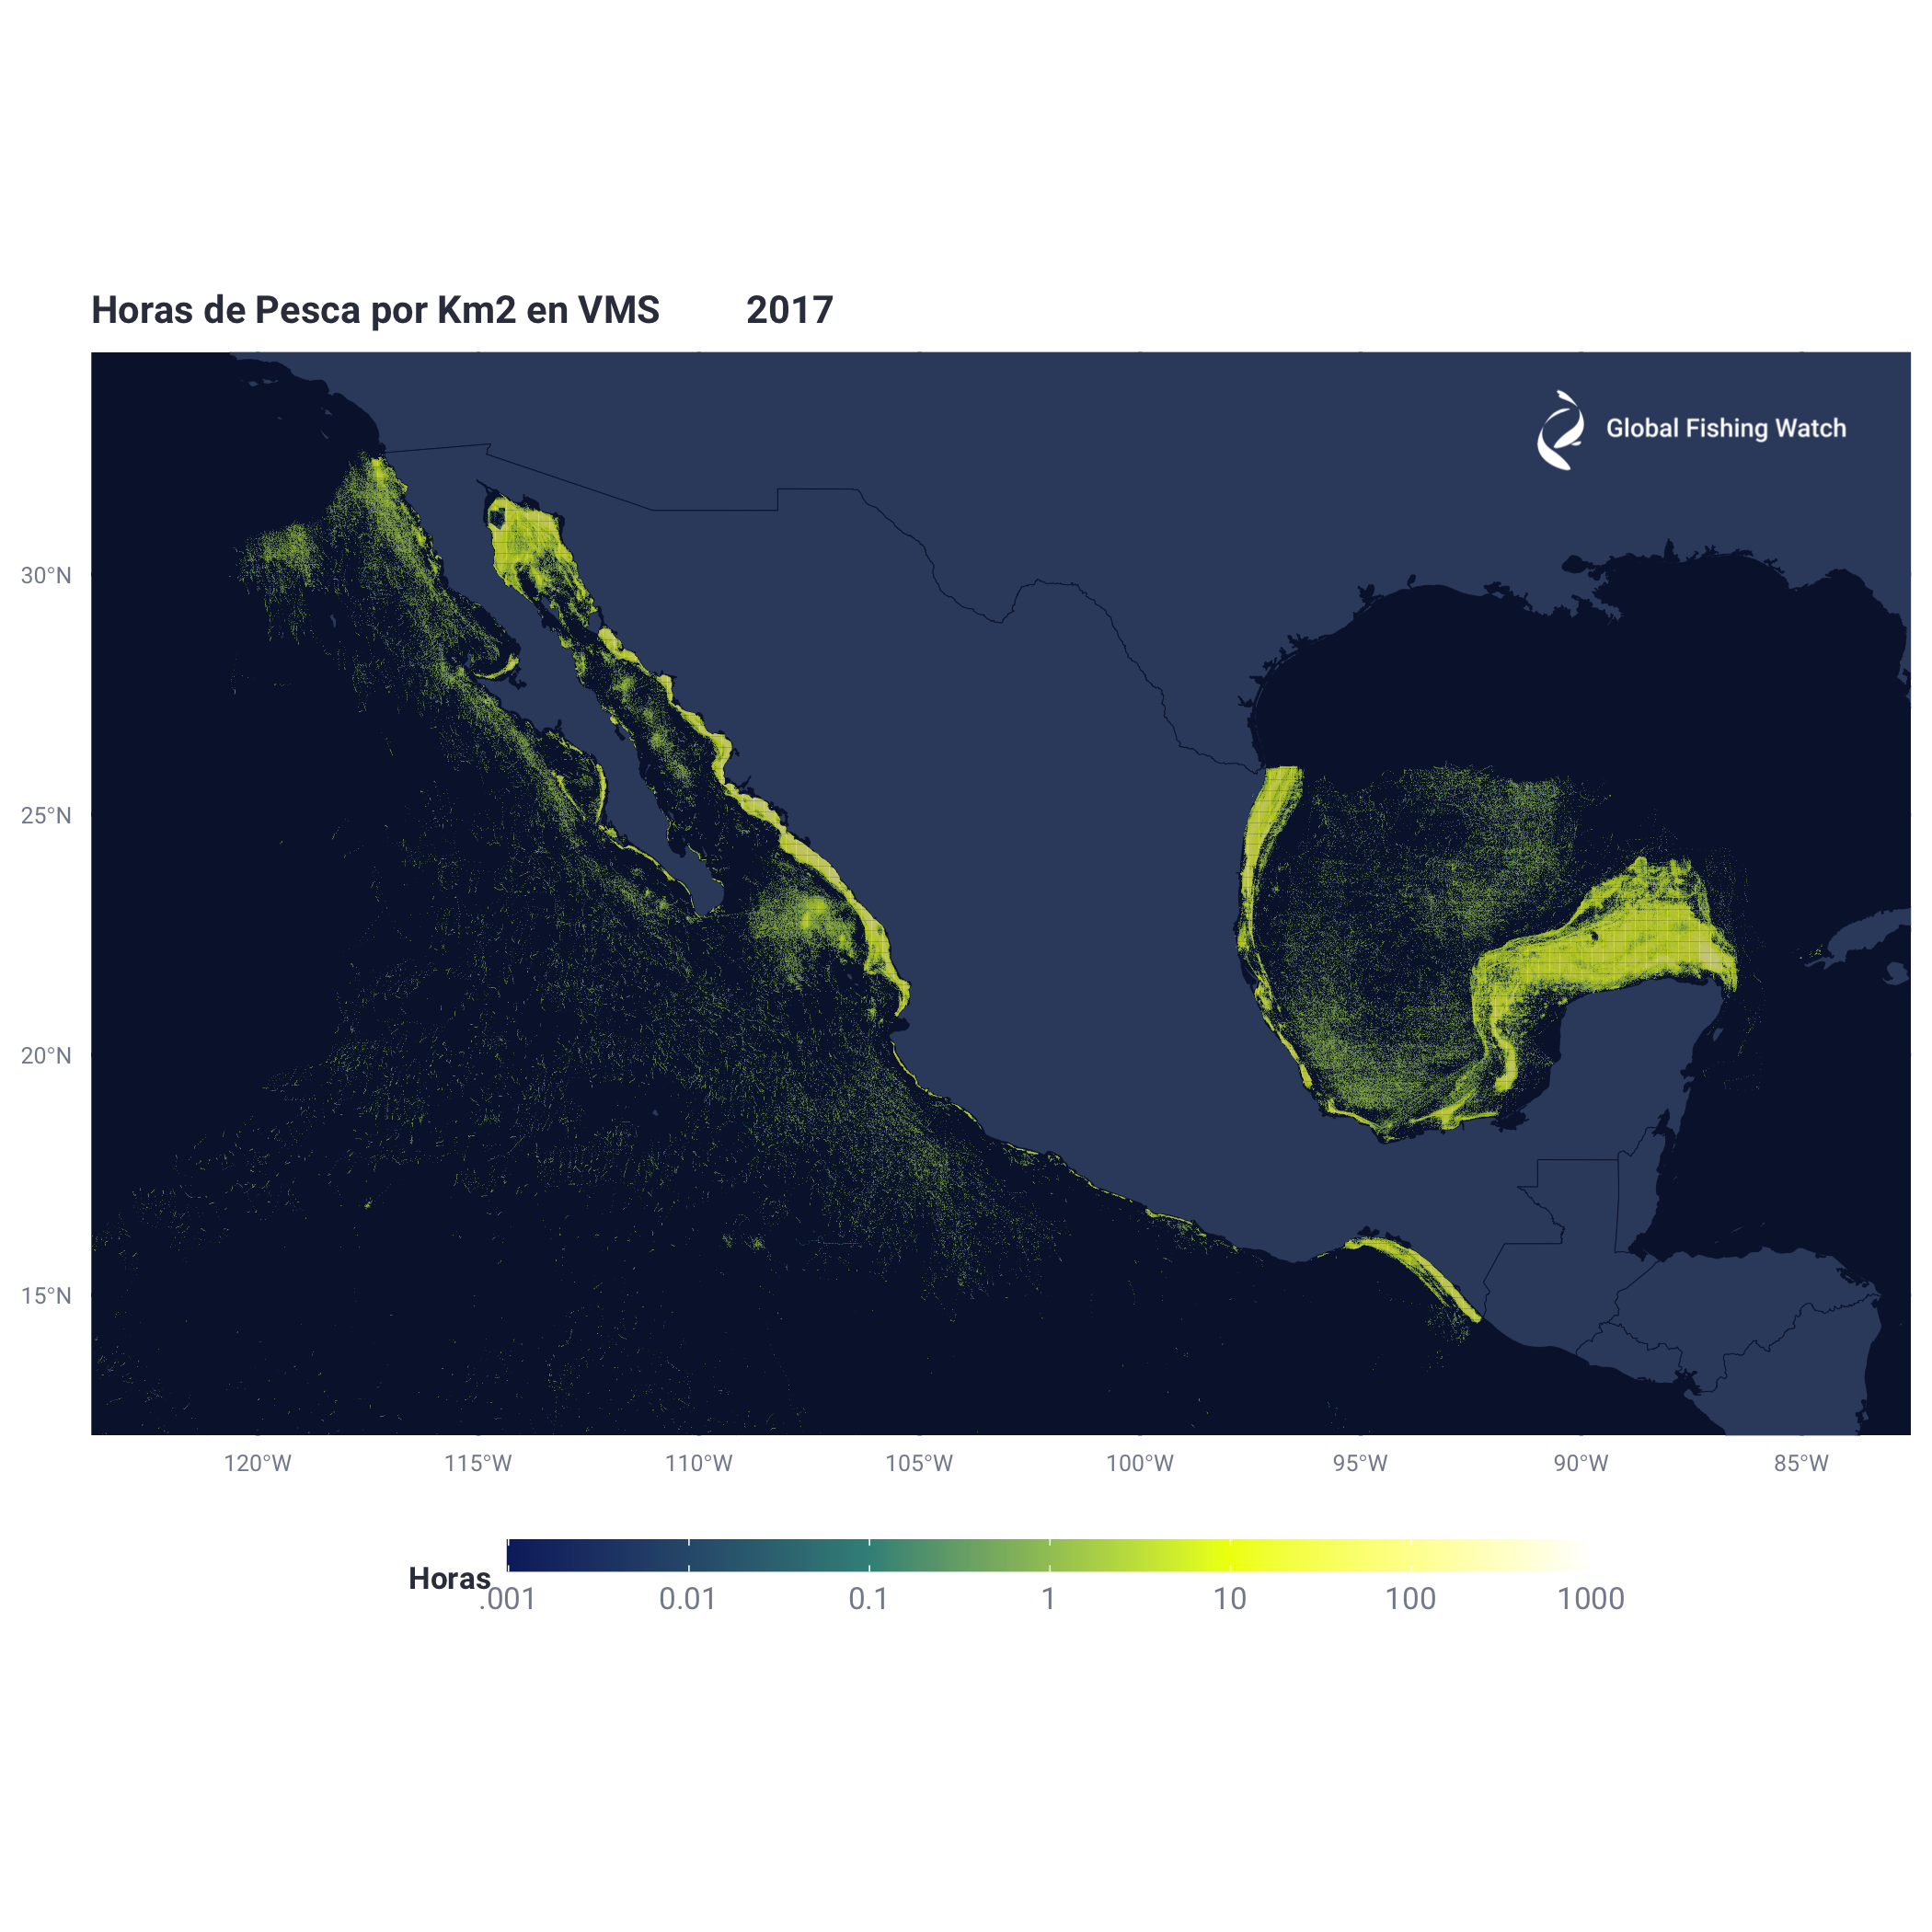 Horas de Pesca por Km2 en VMS 2017
Global Fishing Watch
30°N
25°N
20°N
15°N
120°W 115°W 110°W 105°W 100°W 95°W 90°W 85°W
Horas
.001 0.01 0.1 1 10 100 1000